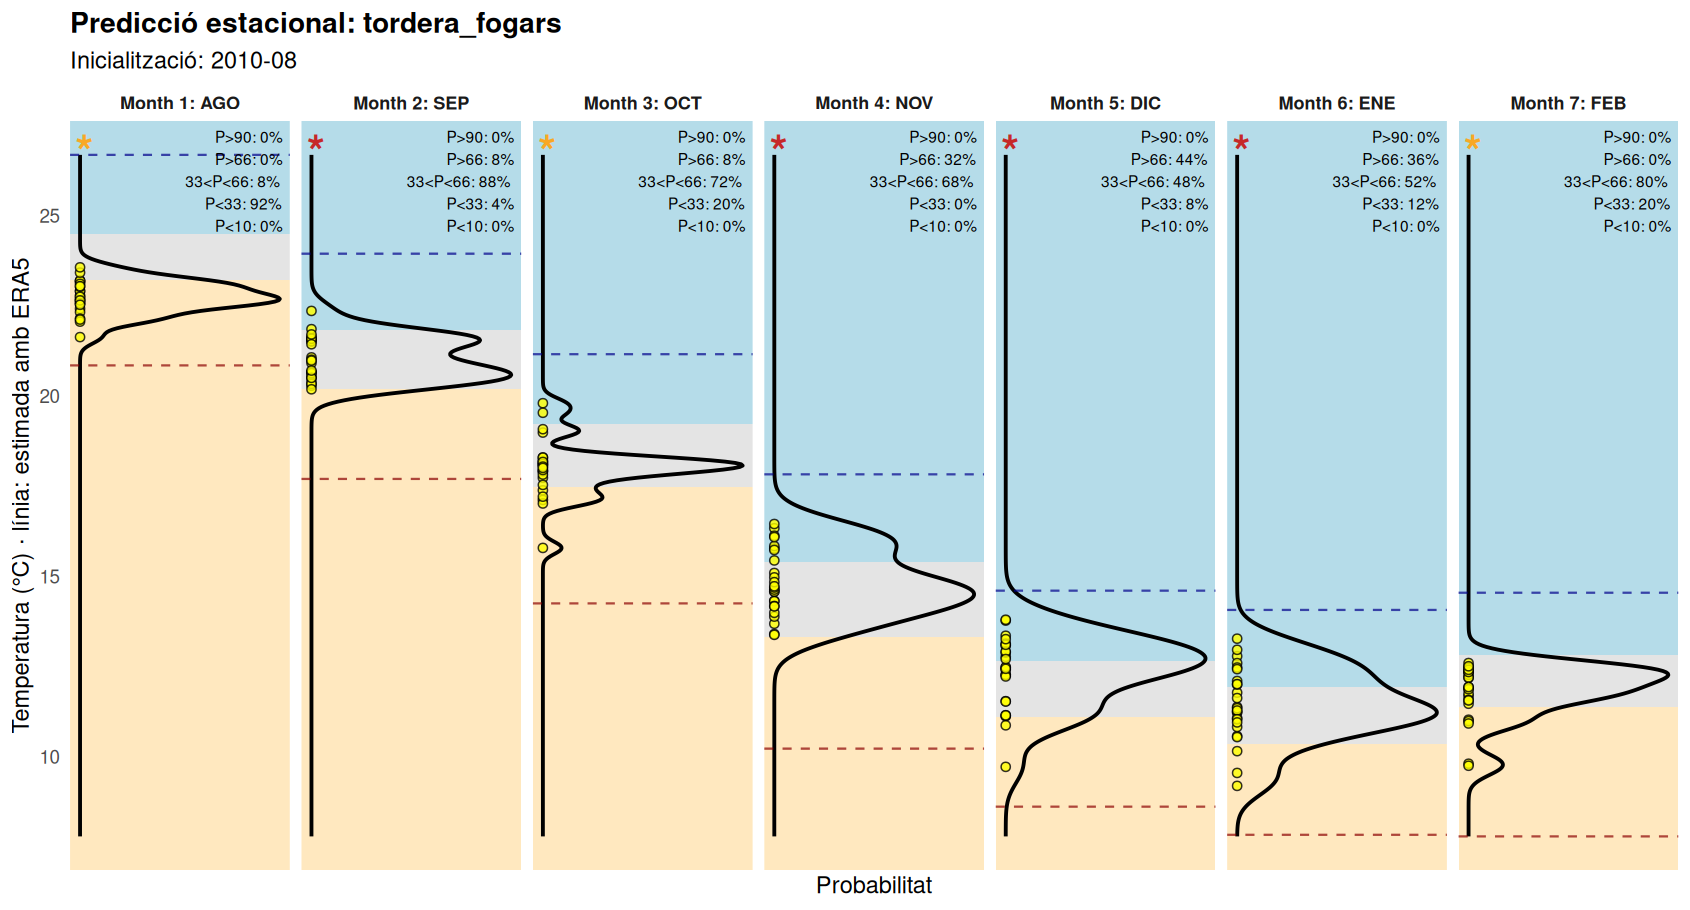 Predicció estacional: tordera_fogars
Inicialització: 2010-08
Month 1: AGO
Month 2: SEP
Month 3: OCT
Month 4: NOV
Month 5: DIC
Month 6: ENE
Month 7: FEB
*
P>90: 0%
P>66: 0%
33<P<66: 8%
P<33: 92%
P<10: 0%
*
P>90: 0%
P>66: 8%
33<P<66: 88%
P<33: 4%
P<10: 0%
*
P>90: 0%
P>66: 8%
33<P<66: 72%
P<33: 20%
P<10: 0%
*
P>90: 0%
P>66: 32%
33<P<66: 68%
P<33: 0%
P<10: 0%
*
P>90: 0%
P>66: 44%
33<P<66: 48%
P<33: 8%
P<10: 0%
*
P>90: 0%
P>66: 36%
33<P<66: 52%
P<33: 12%
P<10: 0%
*
P>90: 0%
P>66: 0%
33<P<66: 80%
P<33: 20%
P<10: 0%
Temperatura (°C) · línia: estimada amb ERA5
25
20
15
10
Probabilitat